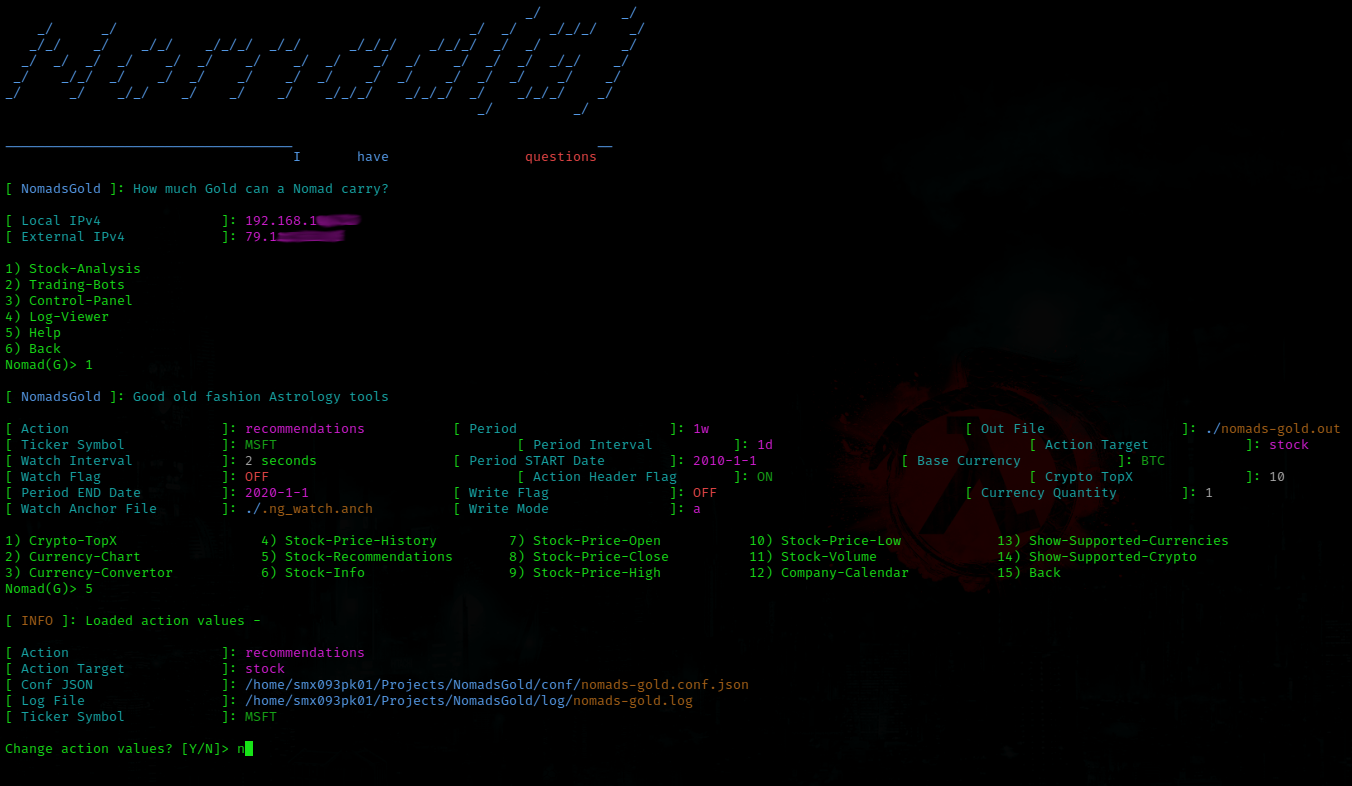 Nomad(G)
I have questions
[ NomadsGold ]: How much Gold can a Nomad carry?
[ Local IPv4 ]: 192.168.1
[ External IPv4 ]: 79.1
1) Stock-Analysis
2) Trading-Bots
3) Control-Panel
4) Log-Viewer
5) Help
6) Back
Nomad(G)> 1
[ NomadsGold ]: Good old fashion Astrology tools
[ Action ]: recommendations [ Period ]: 1w [ Out File ]: ./nomads-gold.out
[ Ticker Symbol ]: MSFT [ Period Interval ]: 1d [ Action Target ]: stock
[ Watch Interval ]: 2 seconds [ Period START Date ]: 2010-1-1 [ Base Currency ]: BTC
[ Watch Flag ]: OFF [ Action Header Flag ]: ON [ Crypto TopX ]: 10
[ Period END Date ]: 2020-1-1 [ Write Flag ]: OFF [ Currency Quantity ]: 1
[ Watch Anchor File ]: ./.ng_watch.anch [ Write Mode ]: a
1) Crypto-TopX 4) Stock-Price-History 7) Stock-Price-Open 10) Stock-Price-Low 13) Show-Supported-Currencies
2) Currency-Chart 5) Stock-Recommendations 8) Stock-Price-Close 11) Stock-Volume 14) Show-Supported-Crypto
3) Currency-Convertor 6) Stock-Info 9) Stock-Price-High 12) Company-Calendar 15) Back
Nomad(G)> 5
[ INFO ]: Loaded action values -
[ Action ]: recommendations
[ Action Target ]: stock
[ Conf JSON ]: /home/smx093pk01/Projects/NomadsGold/conf/nomads-gold.conf.json
[ Log File ]: /home/smx093pk01/Projects/NomadsGold/log/nomads-gold.log
[ Ticker Symbol ]: MSFT
Change action values? [Y/N]> n